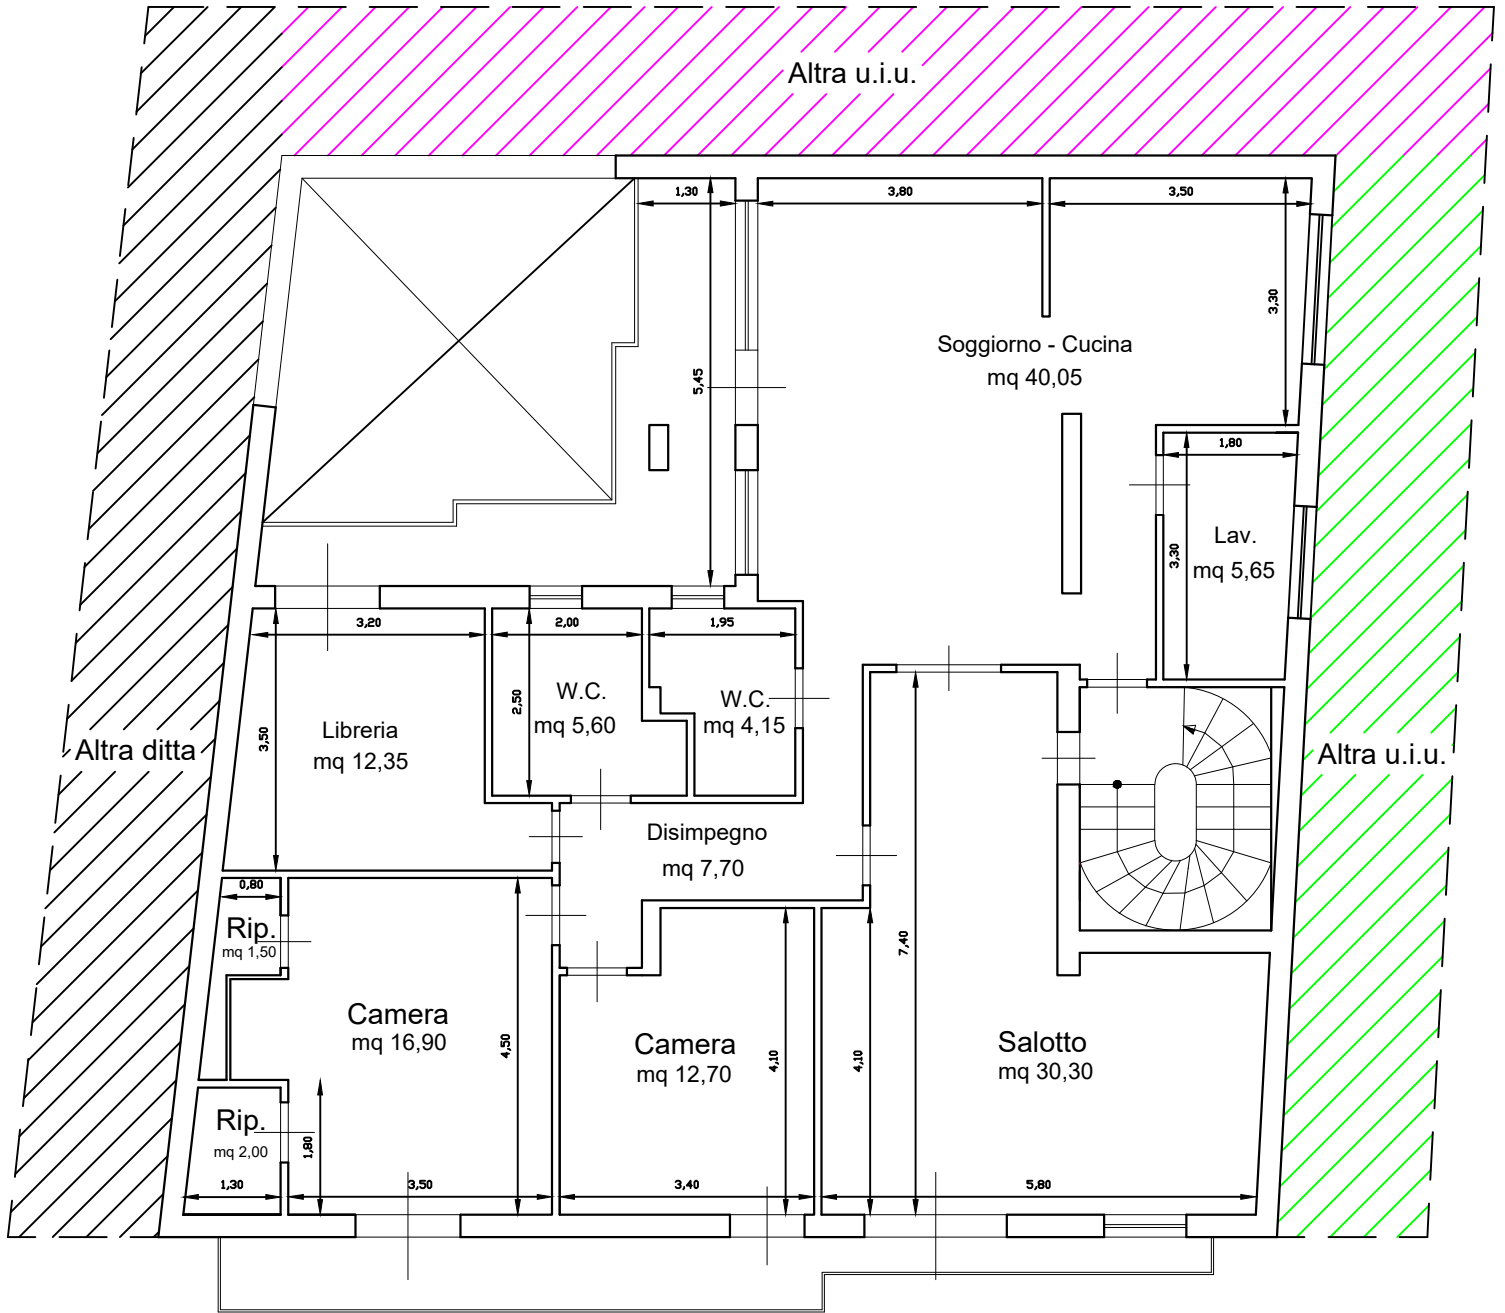 Altra u.i.u.
1,30
3,80
3,50
3,30
Soggiorno - Cucina
mq 40,05
5,45
1,80
Lav.
mq 5,65
3,30
3,20
2,00
1,95
W.C.
mq 5,60
2,50
W.C.
mq 4,15
Libreria
mq 12,35
3,50
Altra ditta
Altra u.i.u.
Disimpegno
mq 7,70
0,80
Rip.
mq 1,50
7,40
Camera
mq 16,90
4,50
Camera
mq 12,70
4,10
4,10
Salotto
mq 30,30
Rip.
mq 2,00
1,80
1,30
3,50
3,40
5,80